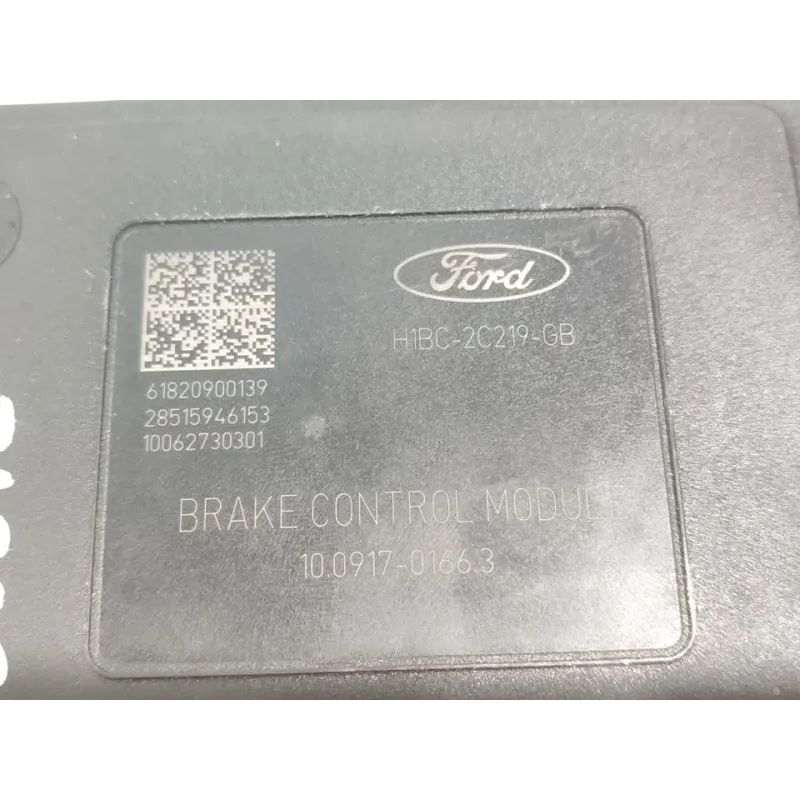 Ford
H1BC-2C219-GB
61820900139
28515946153
10062730301
BRAKE CONTROL MODULE
10.0917-0166.3